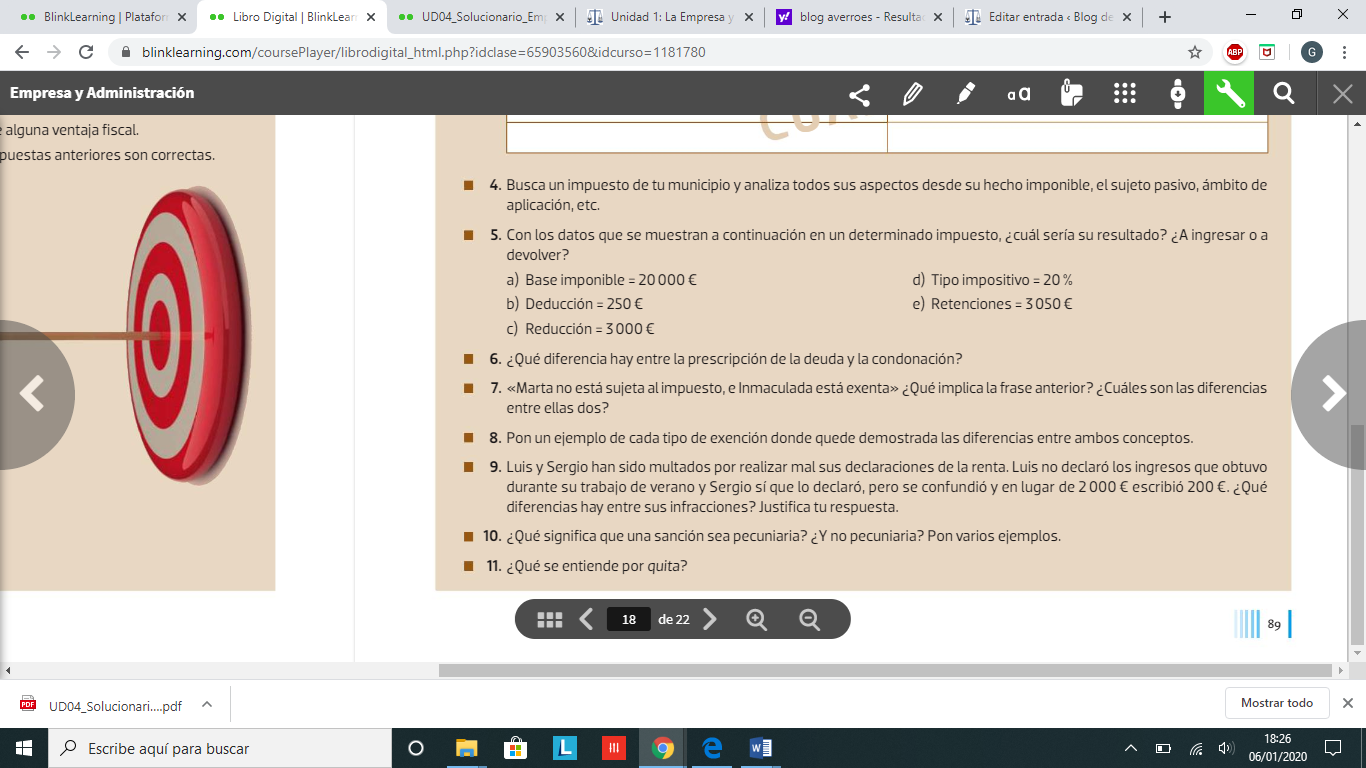 BlinkLearning | Platafor
Libro Digital | BlinkLear
UD04_Solucionario_Emp
Unidad 1: La Empresa y
blog averroes - Resulta
Editar entrada ‹ Blog de
blinklearning.com/coursePlayer/librodigital_html.php?idclase=65903560&idcurso=1181780
ABP
G
Empresa y Administración
a a
e alguna ventaja fiscal.
puestas anteriores son correctas.
4. Busca un impuesto de tu municipio y analiza todos sus aspectos desde su hecho imponible, el sujeto pasivo, ámbito de
aplicación, etc.
5. Con los datos que se muestran a continuación en un determinado impuesto, ¿cuál sería su resultado? ¿A ingresar o a
devolver?
a) Base imponible = 20 000 €
d) Tipo impositivo = 20 %
b) Deducción = 250 €
e) Retenciones = 3 050 €
c) Reducción = 3 000 €
6. ¿Qué diferencia hay entre la prescripción de la deuda y la condonación?
7. «Marta no está sujeta al impuesto, e Inmaculada está exenta» ¿Qué implica la frase anterior? ¿Cuáles son las diferencias
entre ellas dos?
8. Pon un ejemplo de cada tipo de exención donde quede demostrada las diferencias entre ambos conceptos.
9. Luis y Sergio han sido multados por realizar mal sus declaraciones de la renta. Luis no declaró los ingresos que obtuvo
durante su trabajo de verano y Sergio sí que lo declaró, pero se confundió y en lugar de 2 000 € escribió 200 €. ¿Qué
diferencias hay entre sus infracciones? Justifica tu respuesta.
10. ¿Qué significa que una sanción sea pecuniaria? ¿Y no pecuniaria? Pon varios ejemplos.
11. ¿Qué se entiende por quita?
18 de 22
89
PDF
UD04_Solucionari....pdf
Mostrar todo
Escribe aquí para buscar
L
W
18:26
06/01/2020